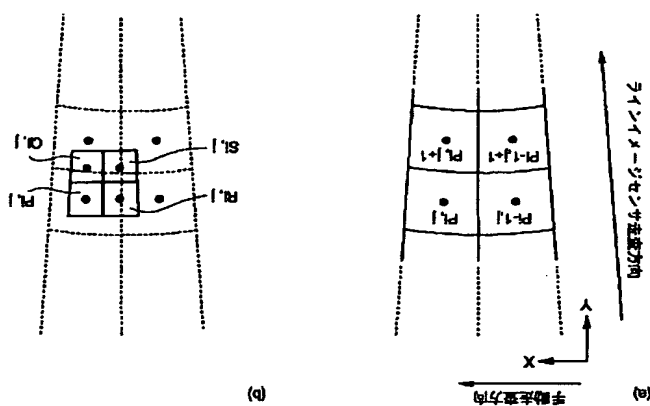 (a)
手動走査方向
X
Y
ラインイメージセンサ走査方向
Pi-1,j
Pi,j
Pi-1,j+1
Pi,j+1
(b)
Ri,j
Pi,j
Si,j
Qi,j